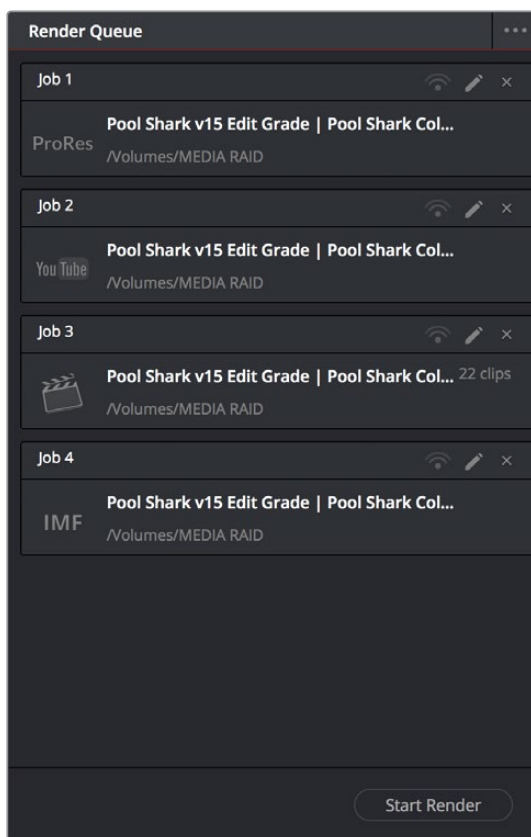 Render Queue
Job 1
ProRes
Pool Shark v15 Edit Grade | Pool Shark Col...
/Volumes/MEDIA RAID
Job 2
YouTube
Pool Shark v15 Edit Grade | Pool Shark Col...
/Volumes/MEDIA RAID
Job 3
Pool Shark v15 Edit Grade | Pool Shark Col... 22 clips
/Volumes/MEDIA RAID
Job 4
IMF
Pool Shark v15 Edit Grade | Pool Shark Col...
/Volumes/MEDIA RAID
Start Render